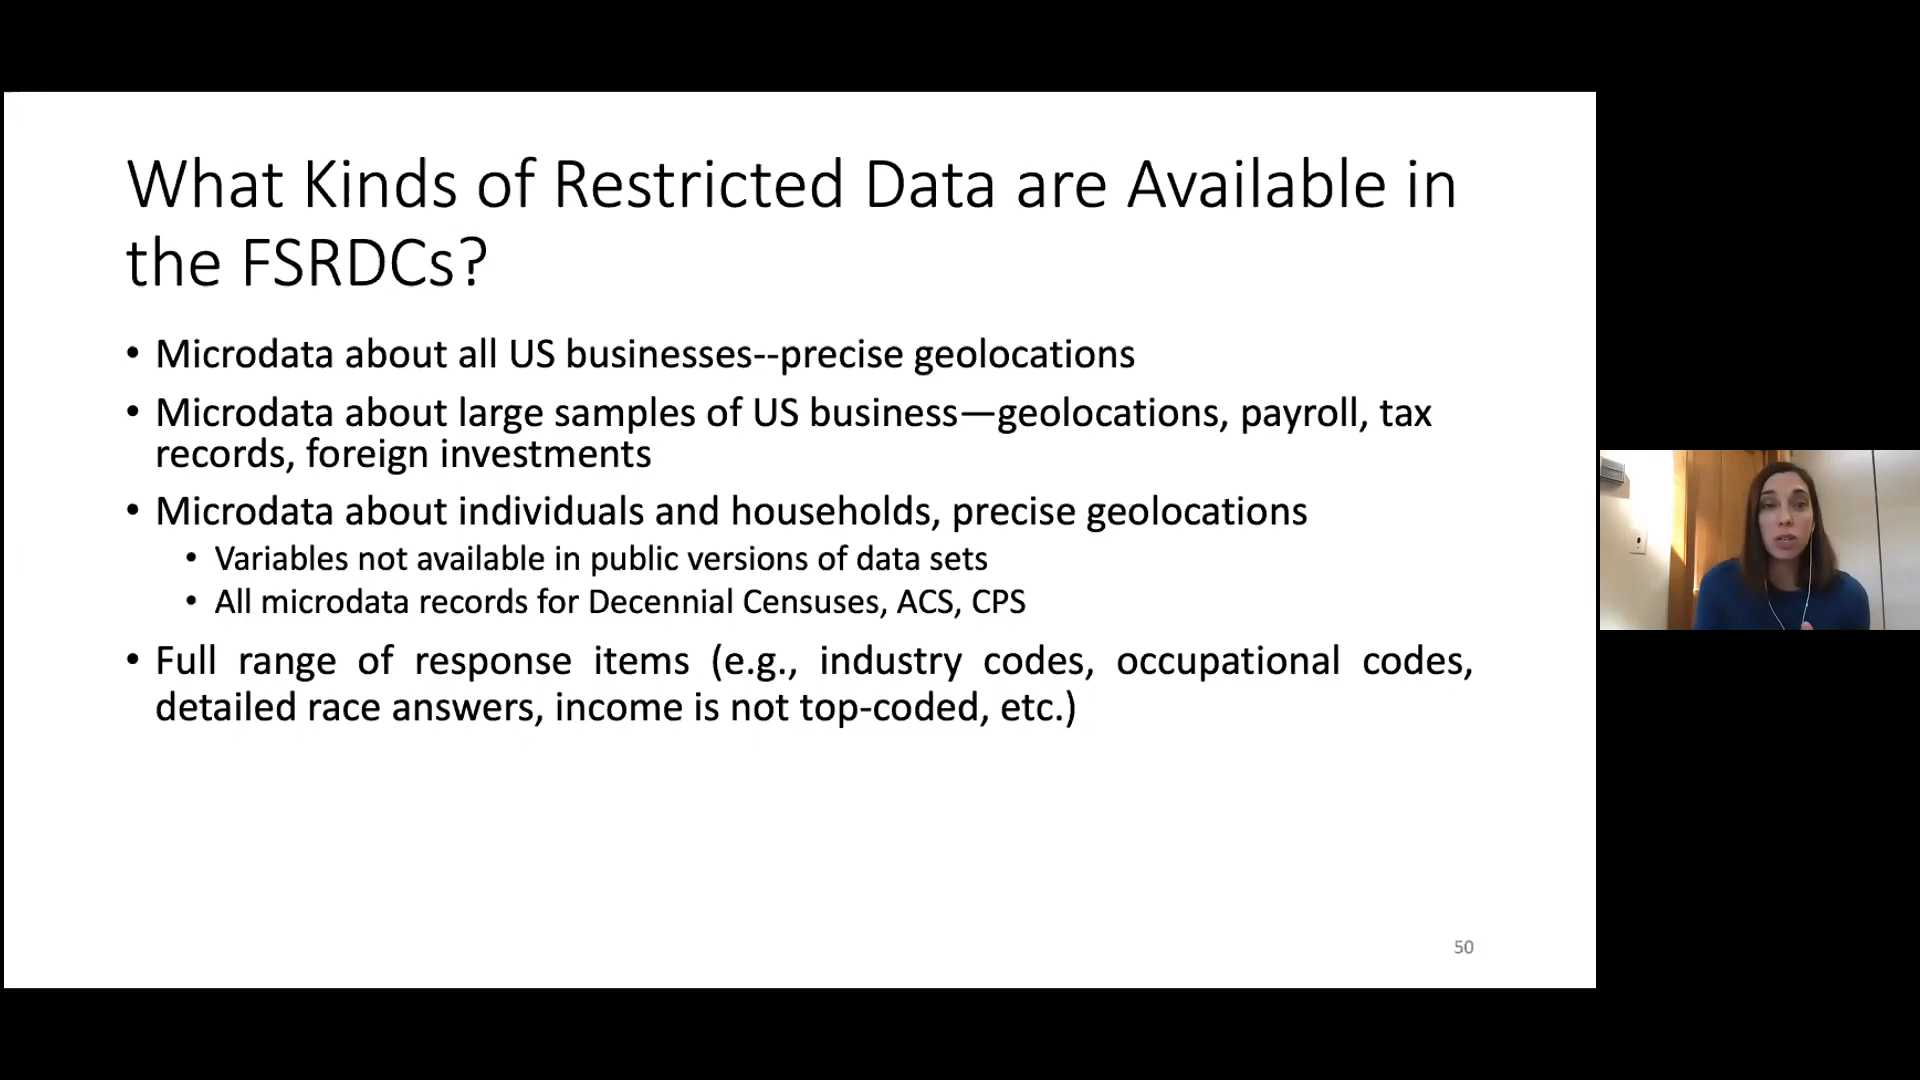 What Kinds of Restricted Data are Available in
the FSRDCs?
• Microdata about all US businesses--precise geolocations
• Microdata about large samples of US business—geolocations, payroll, tax
records, foreign investments
• Microdata about individuals and households, precise geolocations
• Variables not available in public versions of data sets
• All microdata records for Decennial Censuses, ACS, CPS
• Full range of response items (e.g., industry codes, occupational codes,
detailed race answers, income is not top-coded, etc.)
50